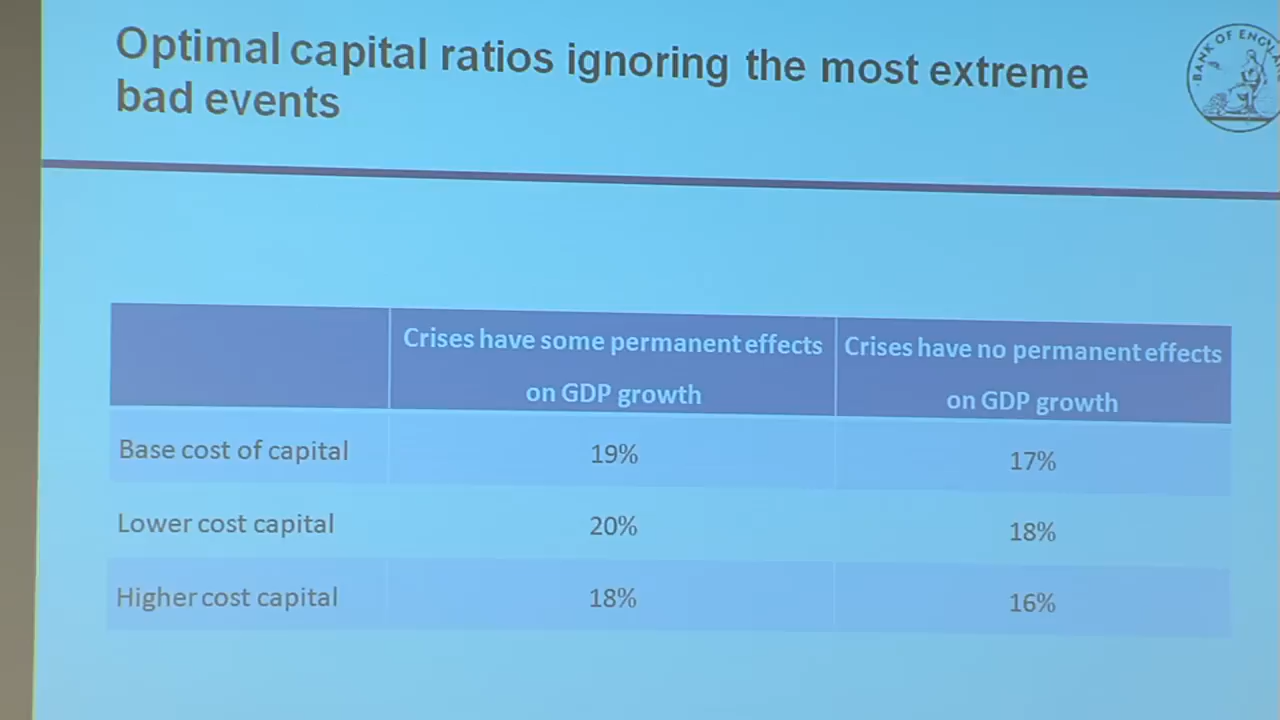 Optimal capital ratios ignoring the most extreme
bad events
BANK OF
Crises have some permanent effects
on GDP growth
Crises have no permanent effects
on GDP growth
Base cost of capital 19% 17%
Lower cost capital 20% 18%
Higher cost capital 18% 16%